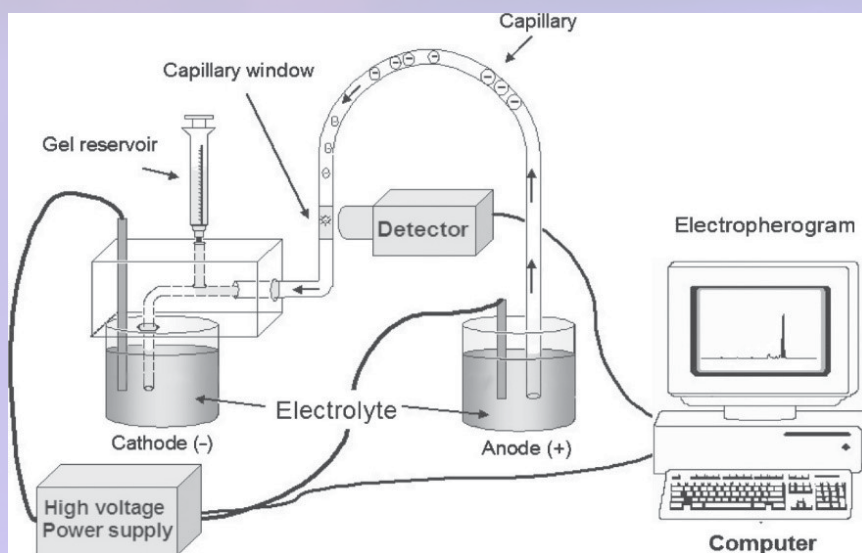 Capillary
Capillary window
Gel reservoir
Detector
Electropherogram
Electrolyte
Cathode (-)
Anode (+)
High voltage
Power supply
Computer